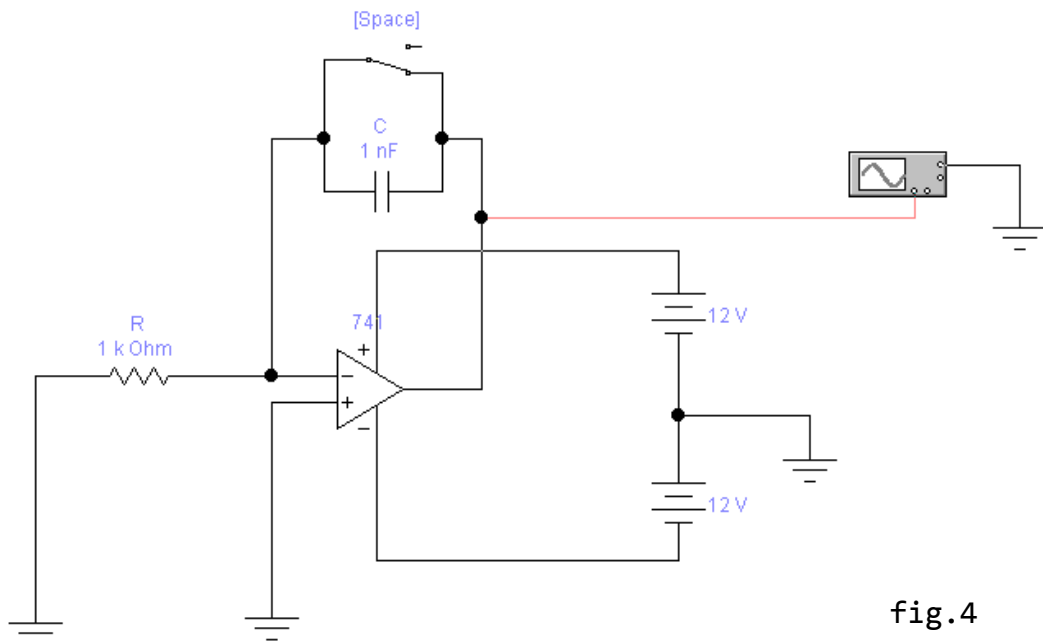 [Space]
C
1 nF
R
1 k Ohm
741
+
−
+
−
12 V
12 V
fig.4